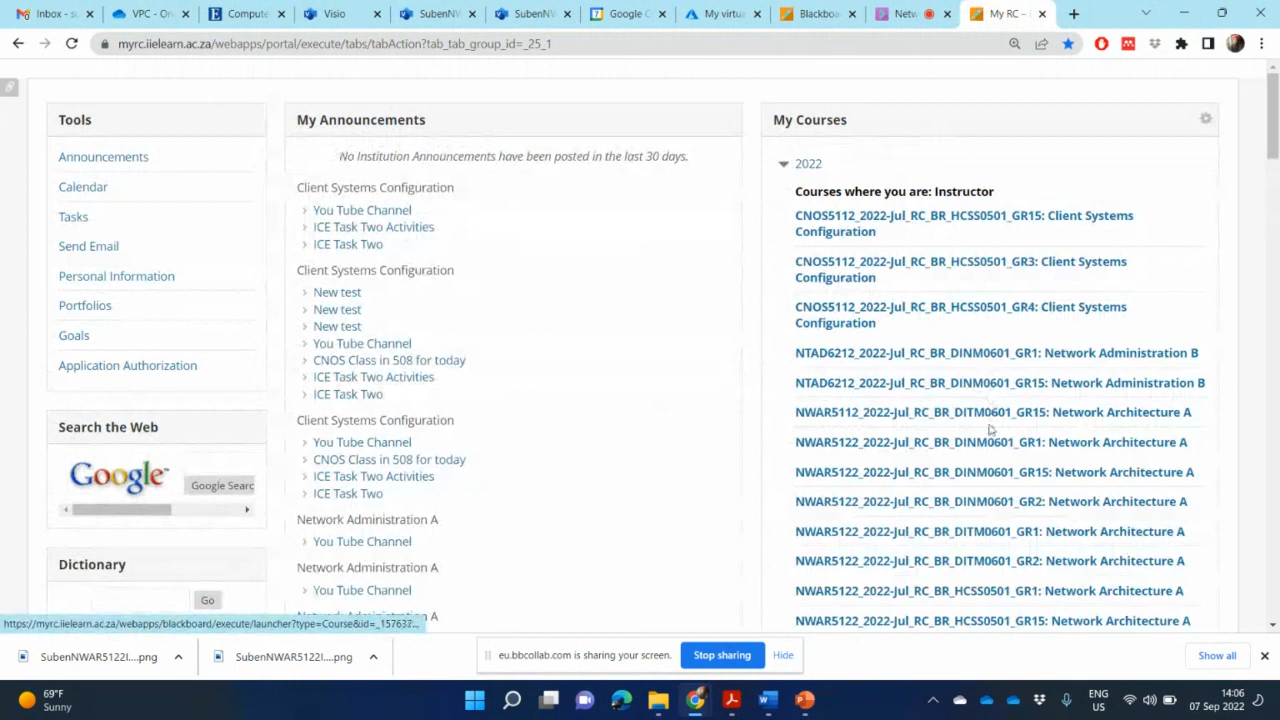 Inbox - su
VPC - On
Compute
Visio
SubenNV
SubenNV
Google C
My virtua
Blackboa
Netw
My RC –
myrc.iielearn.ac.za/webapps/portal/execute/tabs/tabAction?tab_tab_group_id=_25_1
Tools
Announcements
Calendar
Tasks
Send Email
Personal Information
Portfolios
Goals
Application Authorization
Search the Web
Google™
Google Searc
Dictionary
Go
My Announcements
No Institution Announcements have been posted in the last 30 days.
Client Systems Configuration
You Tube Channel
ICE Task Two Activities
ICE Task Two
Client Systems Configuration
New test
New test
New test
You Tube Channel
CNOS Class in 508 for today
ICE Task Two Activities
ICE Task Two
Client Systems Configuration
You Tube Channel
CNOS Class in 508 for today
ICE Task Two Activities
ICE Task Two
Network Administration A
You Tube Channel
Network Administration A
You Tube Channel
My Courses
2022
Courses where you are: Instructor
CNOS5112_2022-Jul_RC_BR_HCSS0501_GR15: Client Systems
Configuration
CNOS5112_2022-Jul_RC_BR_HCSS0501_GR3: Client Systems
Configuration
CNOS5112_2022-Jul_RC_BR_HCSS0501_GR4: Client Systems
Configuration
NTAD6212_2022-Jul_RC_BR_DINM0601_GR1: Network Administration B
NTAD6212_2022-Jul_RC_BR_DINM0601_GR15: Network Administration B
NWAR5112_2022-Jul_RC_BR_DITM0601_GR15: Network Architecture A
NWAR5122_2022-Jul_RC_BR_DINM0601_GR1: Network Architecture A
NWAR5122_2022-Jul_RC_BR_DINM0601_GR15: Network Architecture A
NWAR5122_2022-Jul_RC_BR_DINM0601_GR2: Network Architecture A
NWAR5122_2022-Jul_RC_BR_DITM0601_GR1: Network Architecture A
NWAR5122_2022-Jul_RC_BR_DITM0601_GR2: Network Architecture A
NWAR5122_2022-Jul_RC_BR_HCSS0501_GR1: Network Architecture A
NWAR5122_2022-Jul_RC_BR_HCSS0501_GR15: Network Architecture A
https://myrc.iielearn.ac.za/webapps/blackboard/execute/launcher?type=Course&id=_157637...
SubenNWAR5122I....png
SubenNWAR5122I....png
eu.bbcollab.com is sharing your screen.
Stop sharing
Hide
Show all
69°F
Sunny
ENG
US
14:06
07 Sep 2022